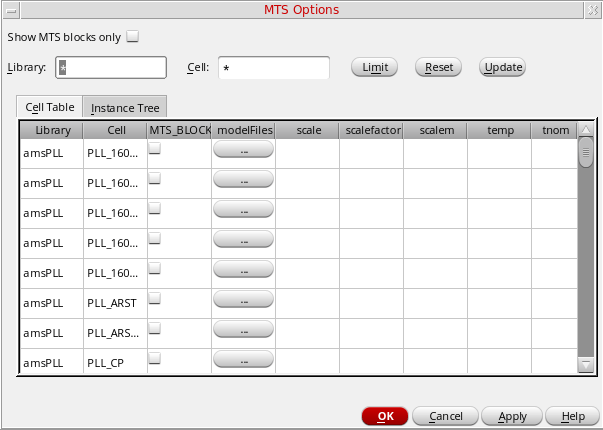 MTS Options
Show MTS blocks only
Library: * Cell: * Limit Reset Update
Cell Table Instance Tree
Library Cell MTS_BLOCK modelFiles scale scalefactor scalem temp tnom
amsPLL PLL_160... ...
amsPLL PLL_160... ...
amsPLL PLL_160... ...
amsPLL PLL_160... ...
amsPLL PLL_160... ...
amsPLL PLL_ARST ...
amsPLL PLL_ARS... ...
amsPLL PLL_CP ...
OK Cancel Apply Help